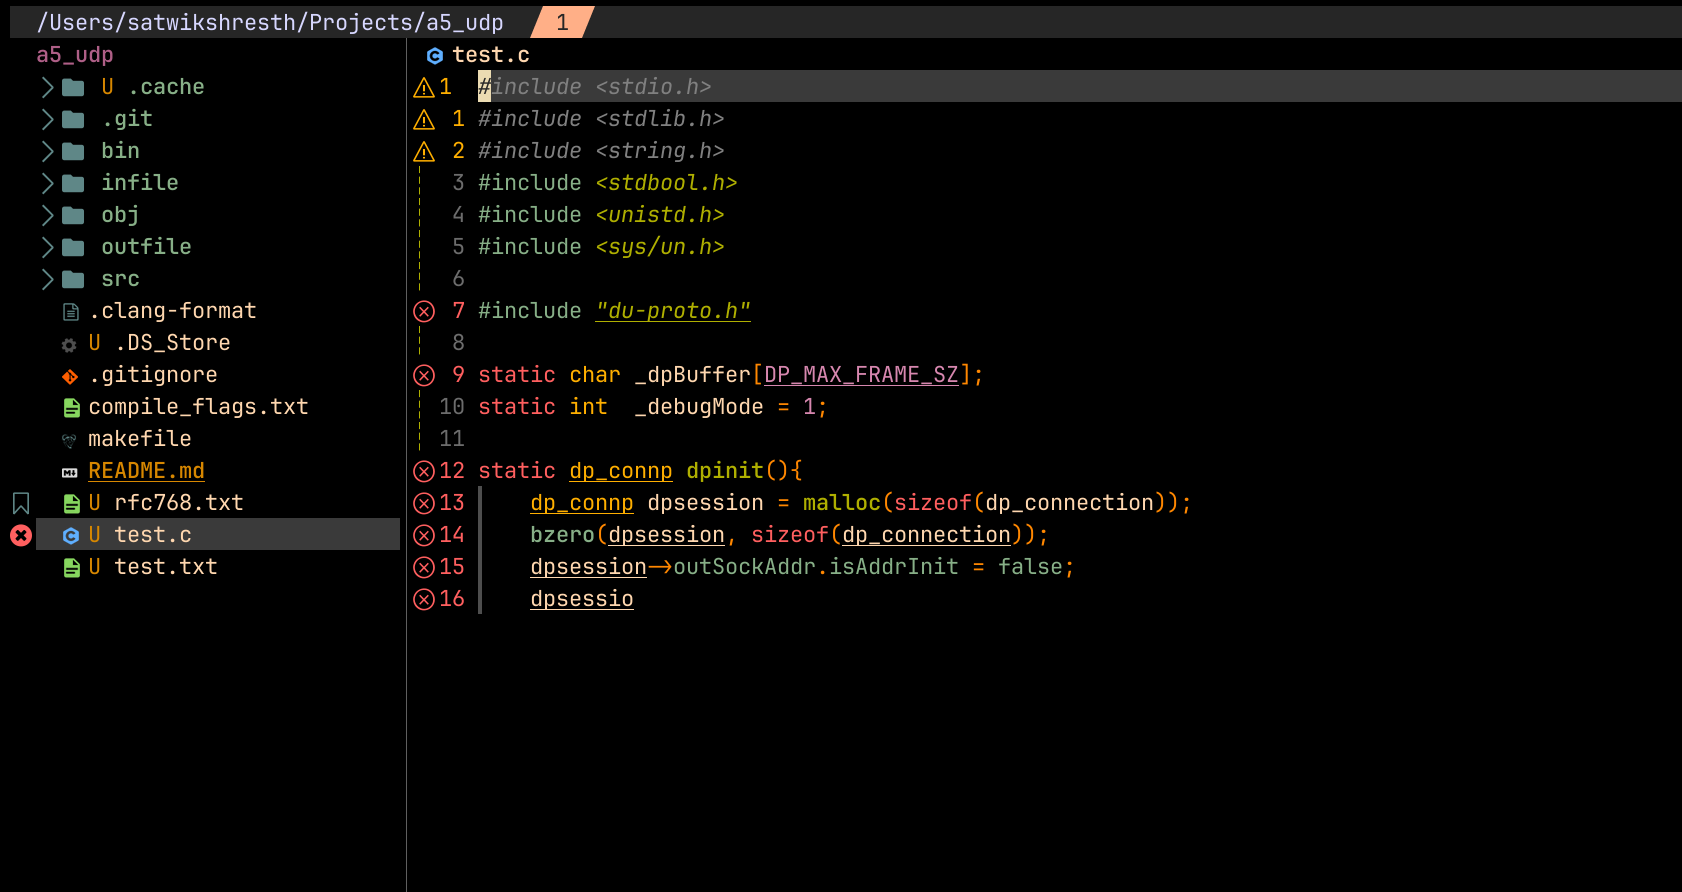 /Users/satwikshresth/Projects/a5_udp 1
a5_udp
U .cache
.git
bin
infile
obj
outfile
src
.clang-format
U .DS_Store
.gitignore
compile_flags.txt
makefile
README.md
U rfc768.txt
U test.c
U test.txt
test.c
1 #include <stdio.h>
1 #include <stdlib.h>
2 #include <string.h>
3 #include <stdbool.h>
4 #include <unistd.h>
5 #include <sys/un.h>
6
7 #include "du-proto.h"
8
9 static char _dpBuffer[DP_MAX_FRAME_SZ];
10 static int  _debugMode = 1;
11
12 static dp_connp dpinit(){
13     dp_connp dpsession = malloc(sizeof(dp_connection));
14     bzero(dpsession, sizeof(dp_connection));
15     dpsession->outSockAddr.isAddrInit = false;
16     dpsessio